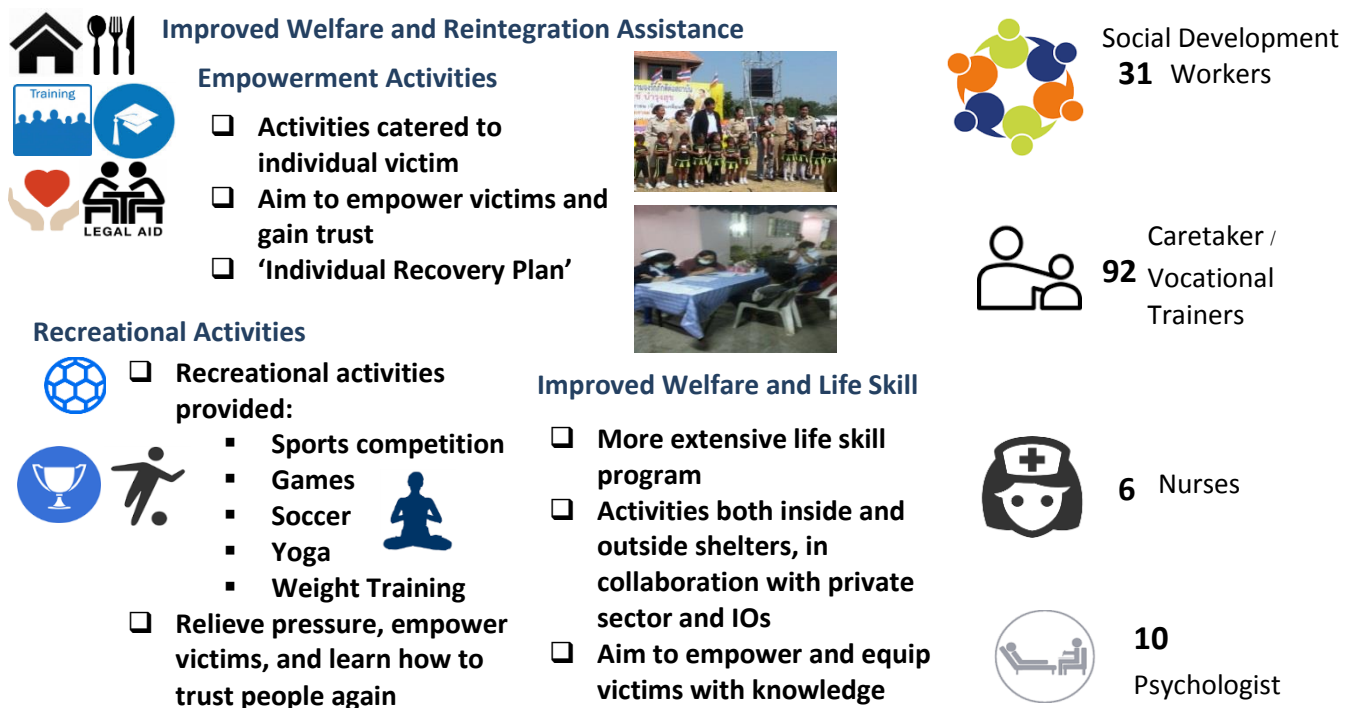 Improved Welfare and Reintegration Assistance
Training
LEGAL AID
Empowerment Activities
❑ Activities catered to
individual victim
❑ Aim to empower victims and
gain trust
❑ ‘Individual Recovery Plan’
Recreational Activities
❑ Recreational activities
provided:
▪ Sports competition
▪ Games
▪ Soccer
▪ Yoga
▪ Weight Training
❑ Relieve pressure, empower
victims, and learn how to
trust people again
Improved Welfare and Life Skill
❑ More extensive life skill
program
❑ Activities both inside and
outside shelters, in
collaboration with private
sector and IOs
❑ Aim to empower and equip
victims with knowledge
Social Development
31 Workers
Caretaker /
92 Vocational
Trainers
6 Nurses
10
Psychologist